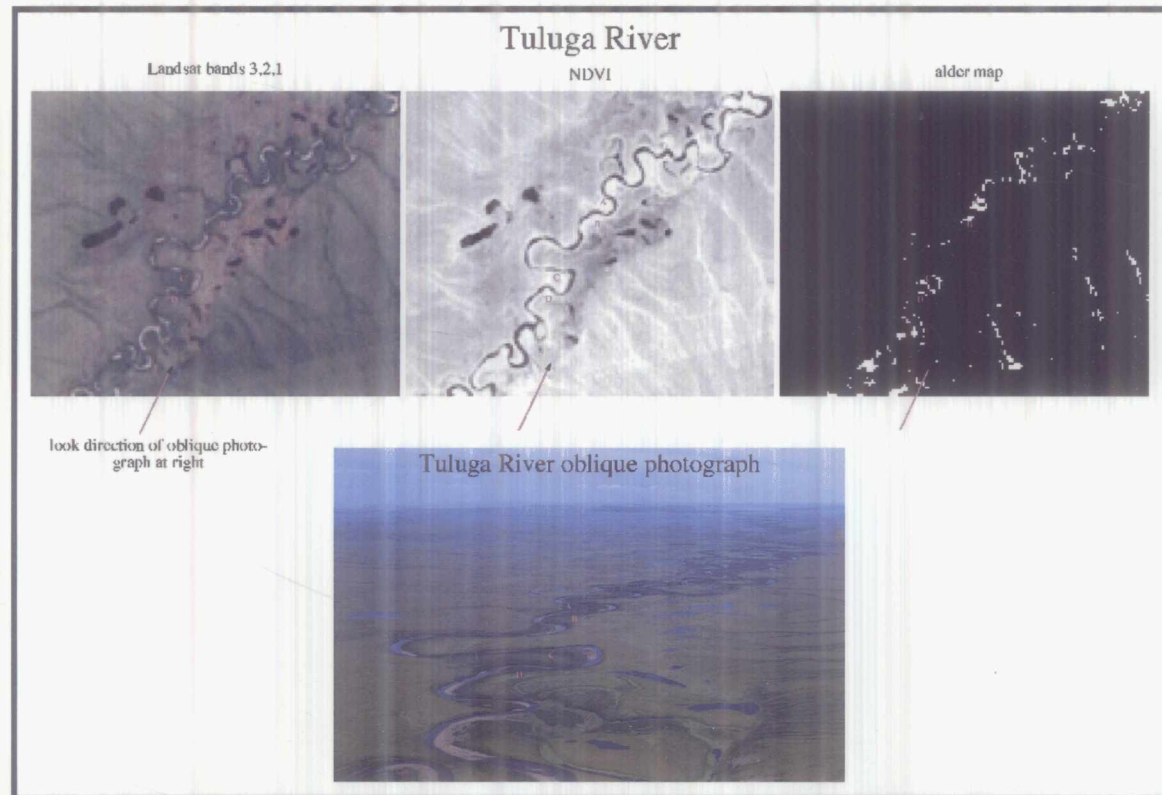 Tuluga River
Landsat bands 3,2,1
NDVI
alder map
look direction of oblique photo-
graph at right
Tuluga River oblique photograph